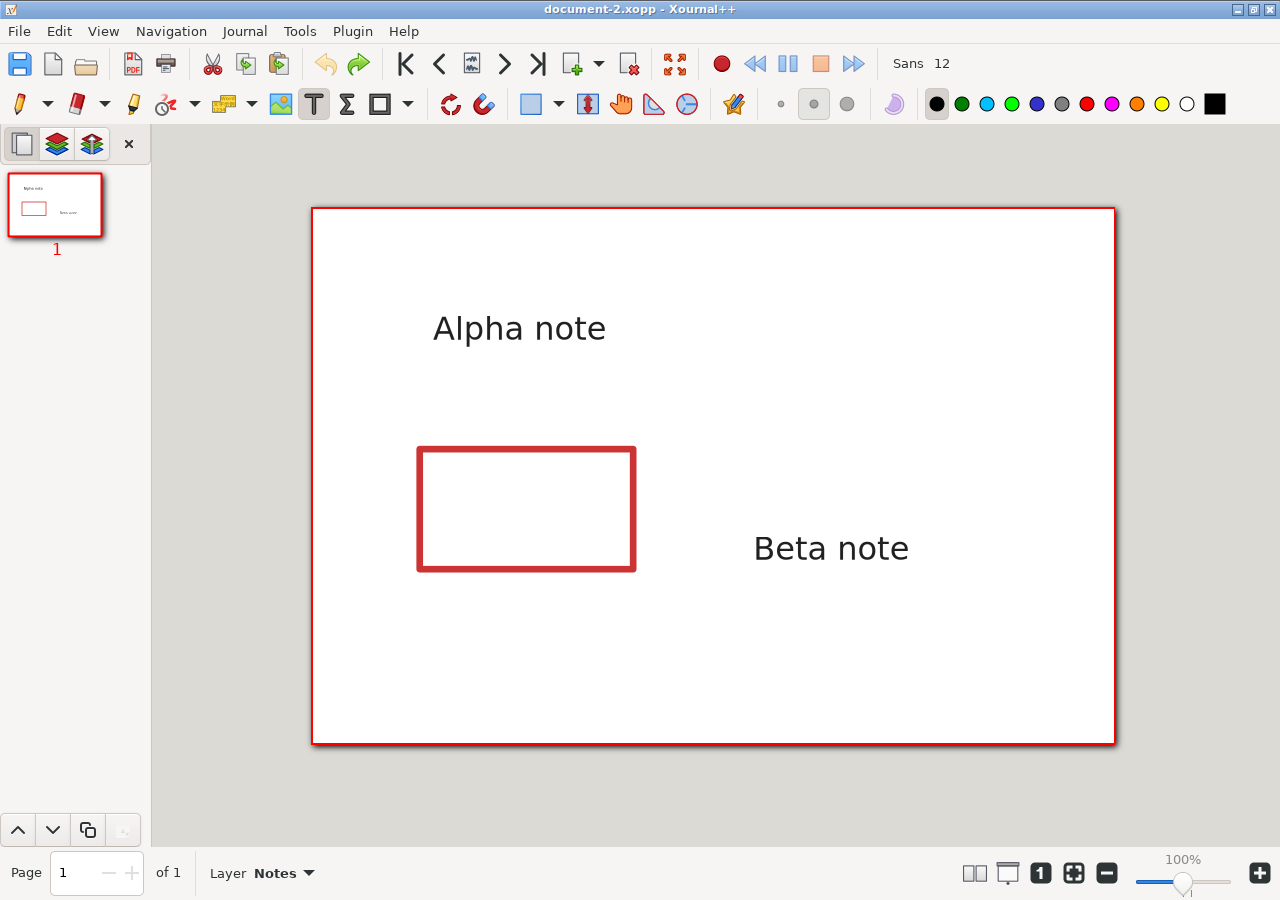 document-2.xopp - Xournal++
File Edit View Navigation Journal Tools Plugin Help
Sans 12
Alpha note
Beta note
1
Page 1 of 1 Layer Notes
100%